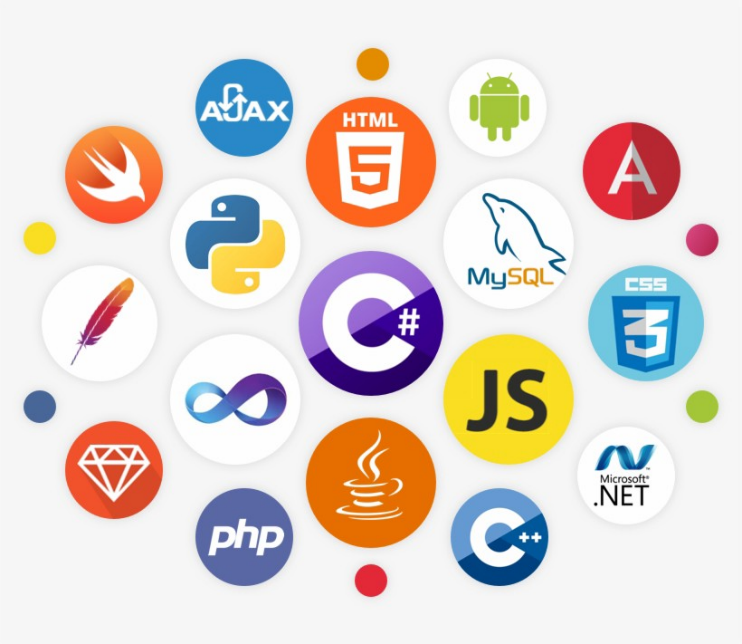 AJAX
HTML
5
A
MySQL
C#
CSS
3
JS
Microsoft®
.NET
php
C++